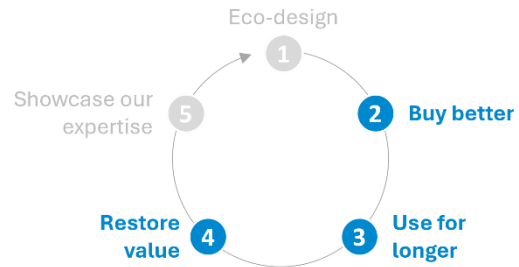 Eco-design
1
2
Buy better
3
Use for
longer
4
Restore
value
5
Showcase our
expertise